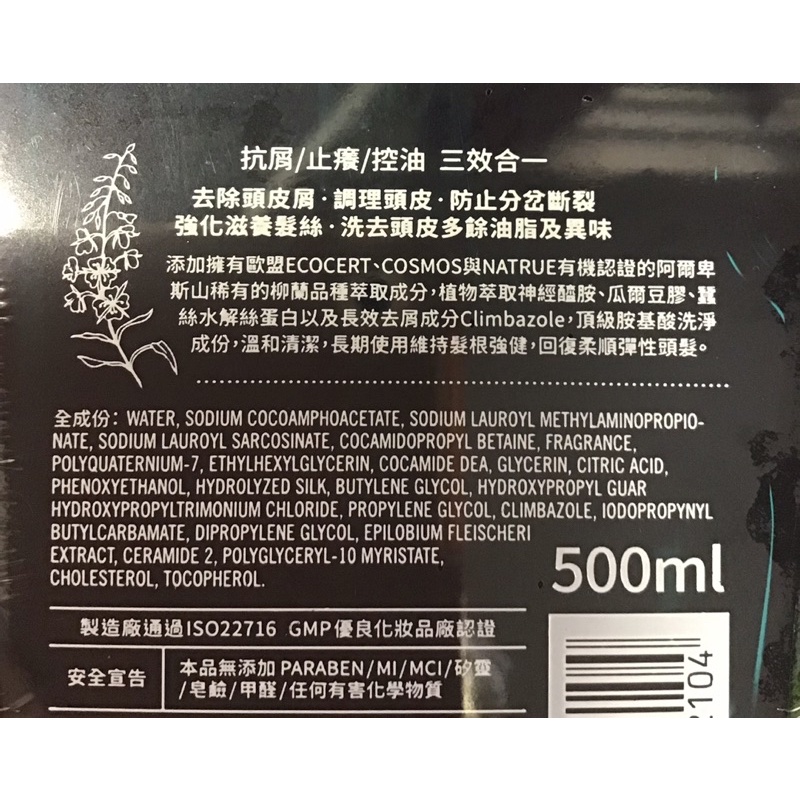 抗屑/止癢/控油 三效合一
去除頭皮屑·調理頭皮·防止分岔斷裂
強化滋養髮絲·洗去頭皮多餘油脂及異味
添加擁有歐盟ECOCERT、COSMOS與NATRUE有機認證的阿爾卑
斯山稀有的柳蘭品種萃取成分,植物萃取神經醯胺、瓜爾豆膠、蠶
絲水解絲蛋白以及長效去屑成分Climbazole,頂級胺基酸洗淨
成份,溫和清潔,長期使用維持髮根強健,回復柔順彈性頭髮。
全成份: WATER, SODIUM COCOAMPHOACETATE, SODIUM LAUROYL METHYLAMINOPROPIO-
NATE, SODIUM LAUROYL SARCOSINATE, COCAMIDOPROPYL BETAINE, FRAGRANCE,
POLYQUATERNIUM-7, ETHYLHEXYLGLYCERIN, COCAMIDE DEA, GLYCERIN, CITRIC ACID,
PHENOXYETHANOL, HYDROLYZED SILK, BUTYLENE GLYCOL, HYDROXYPROPYL GUAR
HYDROXYPROPYLTRIMONIUM CHLORIDE, PROPYLENE GLYCOL, CLIMBAZOLE, IODOPROPYNYL
BUTYLCARBAMATE, DIPROPYLENE GLYCOL, EPILOBIUM FLEISCHERI
EXTRACT, CERAMIDE 2, POLYGLYCERYL-10 MYRISTATE,
CHOLESTEROL, TOCOPHEROL.
500ml
製造廠通過ISO22716 GMP優良化妝品廠認證
安全宣告
本品無添加 PARABEN/MI/MCI/矽靈
/皂鹼/甲醛/任何有害化學物質
2104